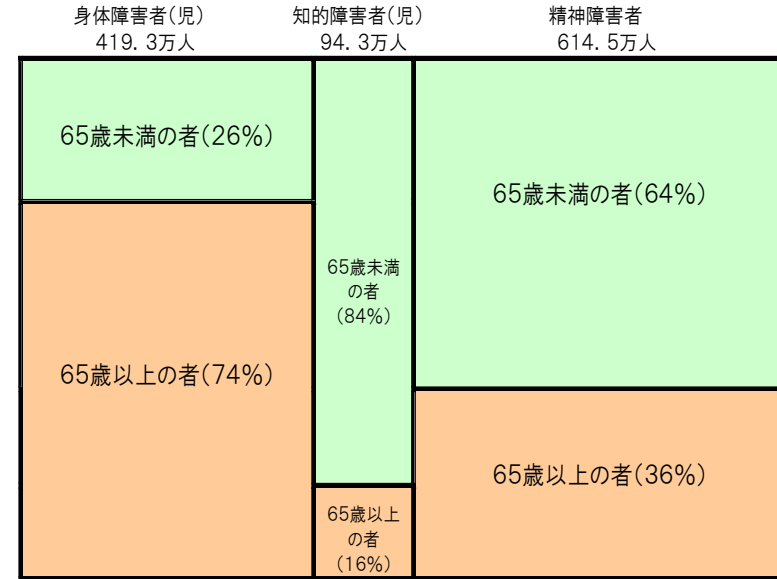 身体障害者(児)
419.3万人
知的障害者(児)
94.3万人
精神障害者
614.5万人
65歳未満の者(26%)
65歳以上の者(74%)
65歳未満
の者
(84%)
65歳以上
の者
(16%)
65歳未満の者(64%)
65歳以上の者(36%)